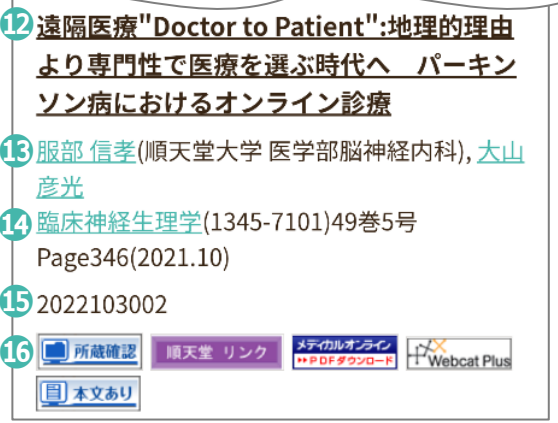 12 遠隔医療"Doctor to Patient":地理的理由
より専門性で医療を選ぶ時代へ　パーキン
ソン病におけるオンライン診療
13 服部 信孝(順天堂大学 医学部脳神経内科), 大山
彦光
14 臨床神経生理学(1345-7101)49巻5号
Page346(2021.10)
15 2022103002
16 所蔵確認 順天堂 リンク メディカルオンライン Webcat Plus
▶▶PDFダウンロード
本文あり